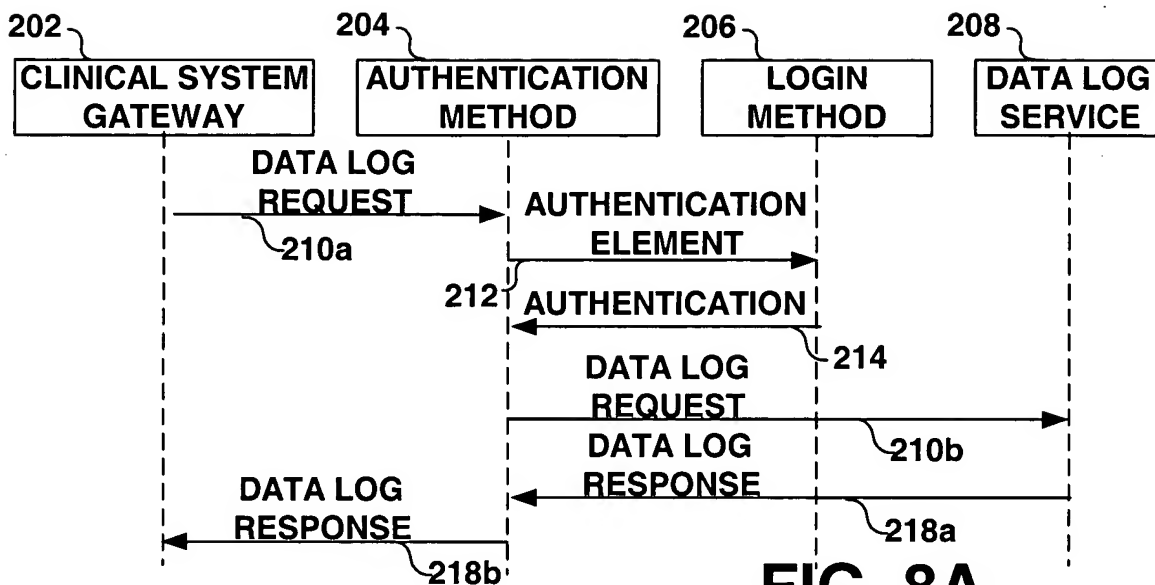 202
204
206
208
CLINICAL SYSTEM
GATEWAY
AUTHENTICATION
METHOD
LOGIN
METHOD
DATA LOG
SERVICE
DATA LOG
REQUEST
210a
AUTHENTICATION
ELEMENT
212
AUTHENTICATION
214
DATA LOG
REQUEST
210b
DATA LOG
RESPONSE
218a
DATA LOG
RESPONSE
218b
FIG. 8A